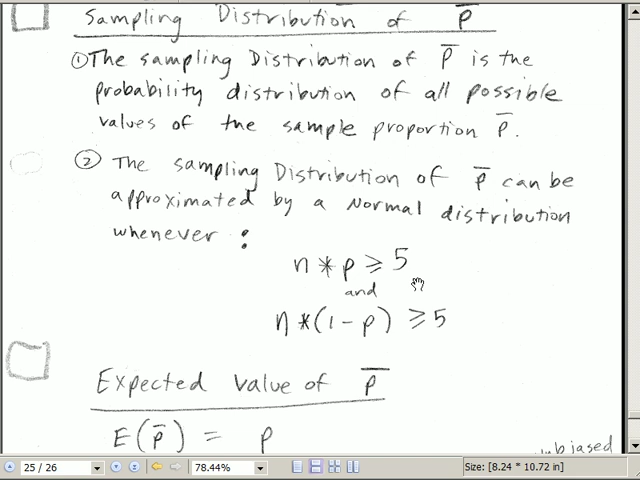 Sampling Distribution of p̅
① The sampling Distribution of p̅ is the
probability distribution of all possible
values of the sample proportion p̅.
② The sampling Distribution of p̅ can be
approximated by a Normal distribution
whenever :
n * p ≥ 5
and
n * (1 - p) ≥ 5
Expected Value of p̅
E(p̅) = p
unbiased
25 / 26
78.44%
Size: [8.24 * 10.72 in]